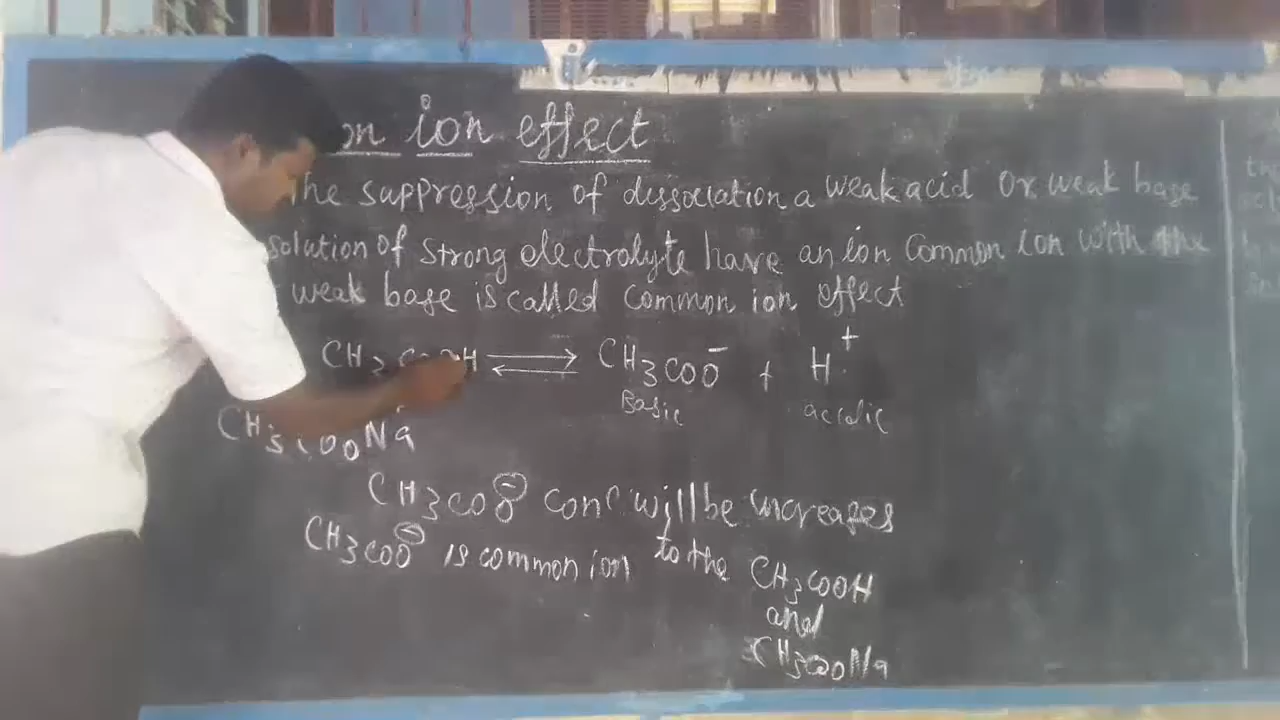 on ion effect
The suppression of dissociation a weak acid or weak base
solution of strong electrolyte have an ion common ion with the
weak base is called common ion effect
CH3COOH ⇌ CH3COO⁻ + H⁺
Basic acidic
CH3COONa
CH3COO⊖ conc will be increases
CH3COO⊖ is common ion to the CH3COOH
and
CH3COONa